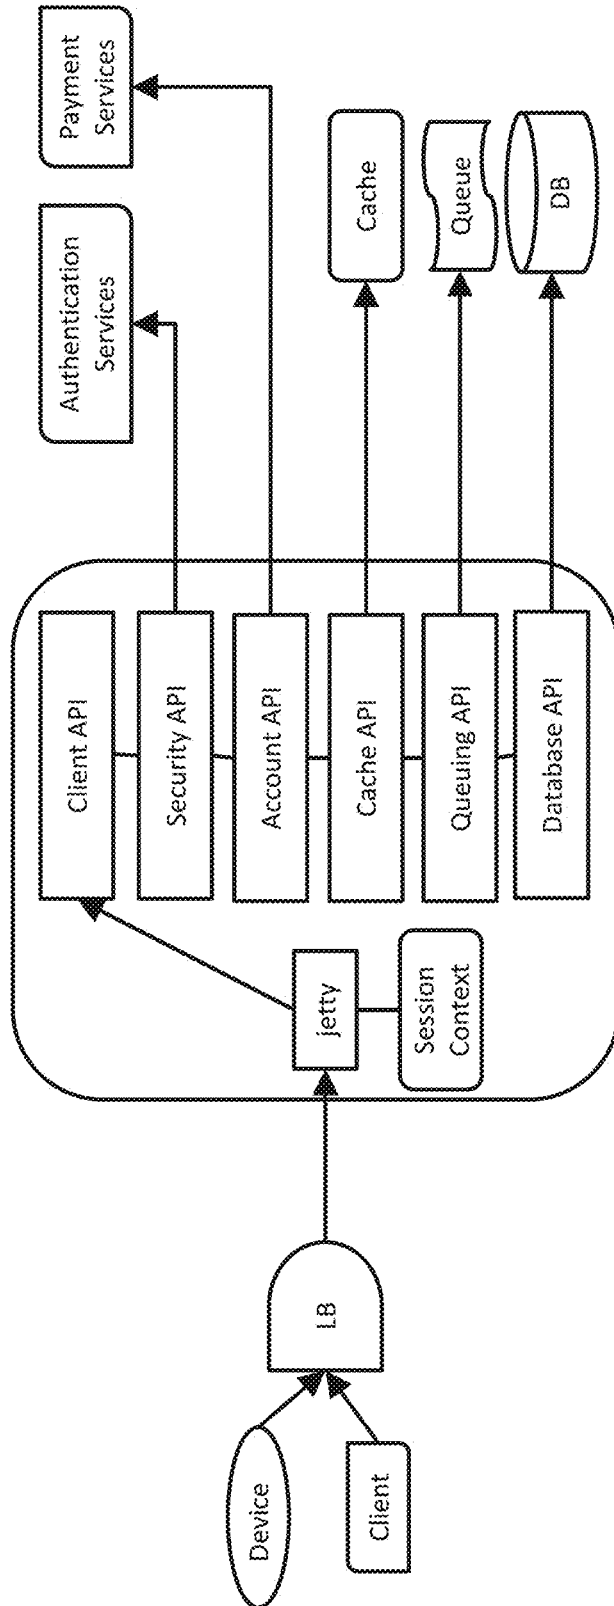 Device
Client
LB
jetty
Session
Context
Client API
Security API
Account API
Cache API
Queuing API
Database API
Authentication
Services
Payment
Services
Cache
Queue
DB